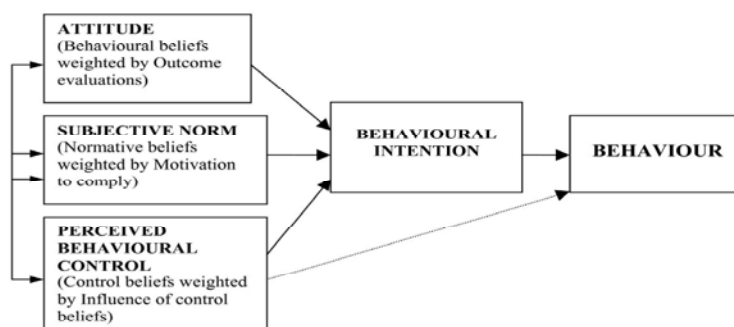 ATTITUDE
(Behavioural beliefs
weighted by Outcome
evaluations)
SUBJECTIVE NORM
(Normative beliefs
weighted by Motivation
to comply)
PERCEIVED
BEHAVIOURAL
CONTROL
(Control beliefs weighted
by Influence of control
beliefs)
BEHAVIOURAL
INTENTION
BEHAVIOUR